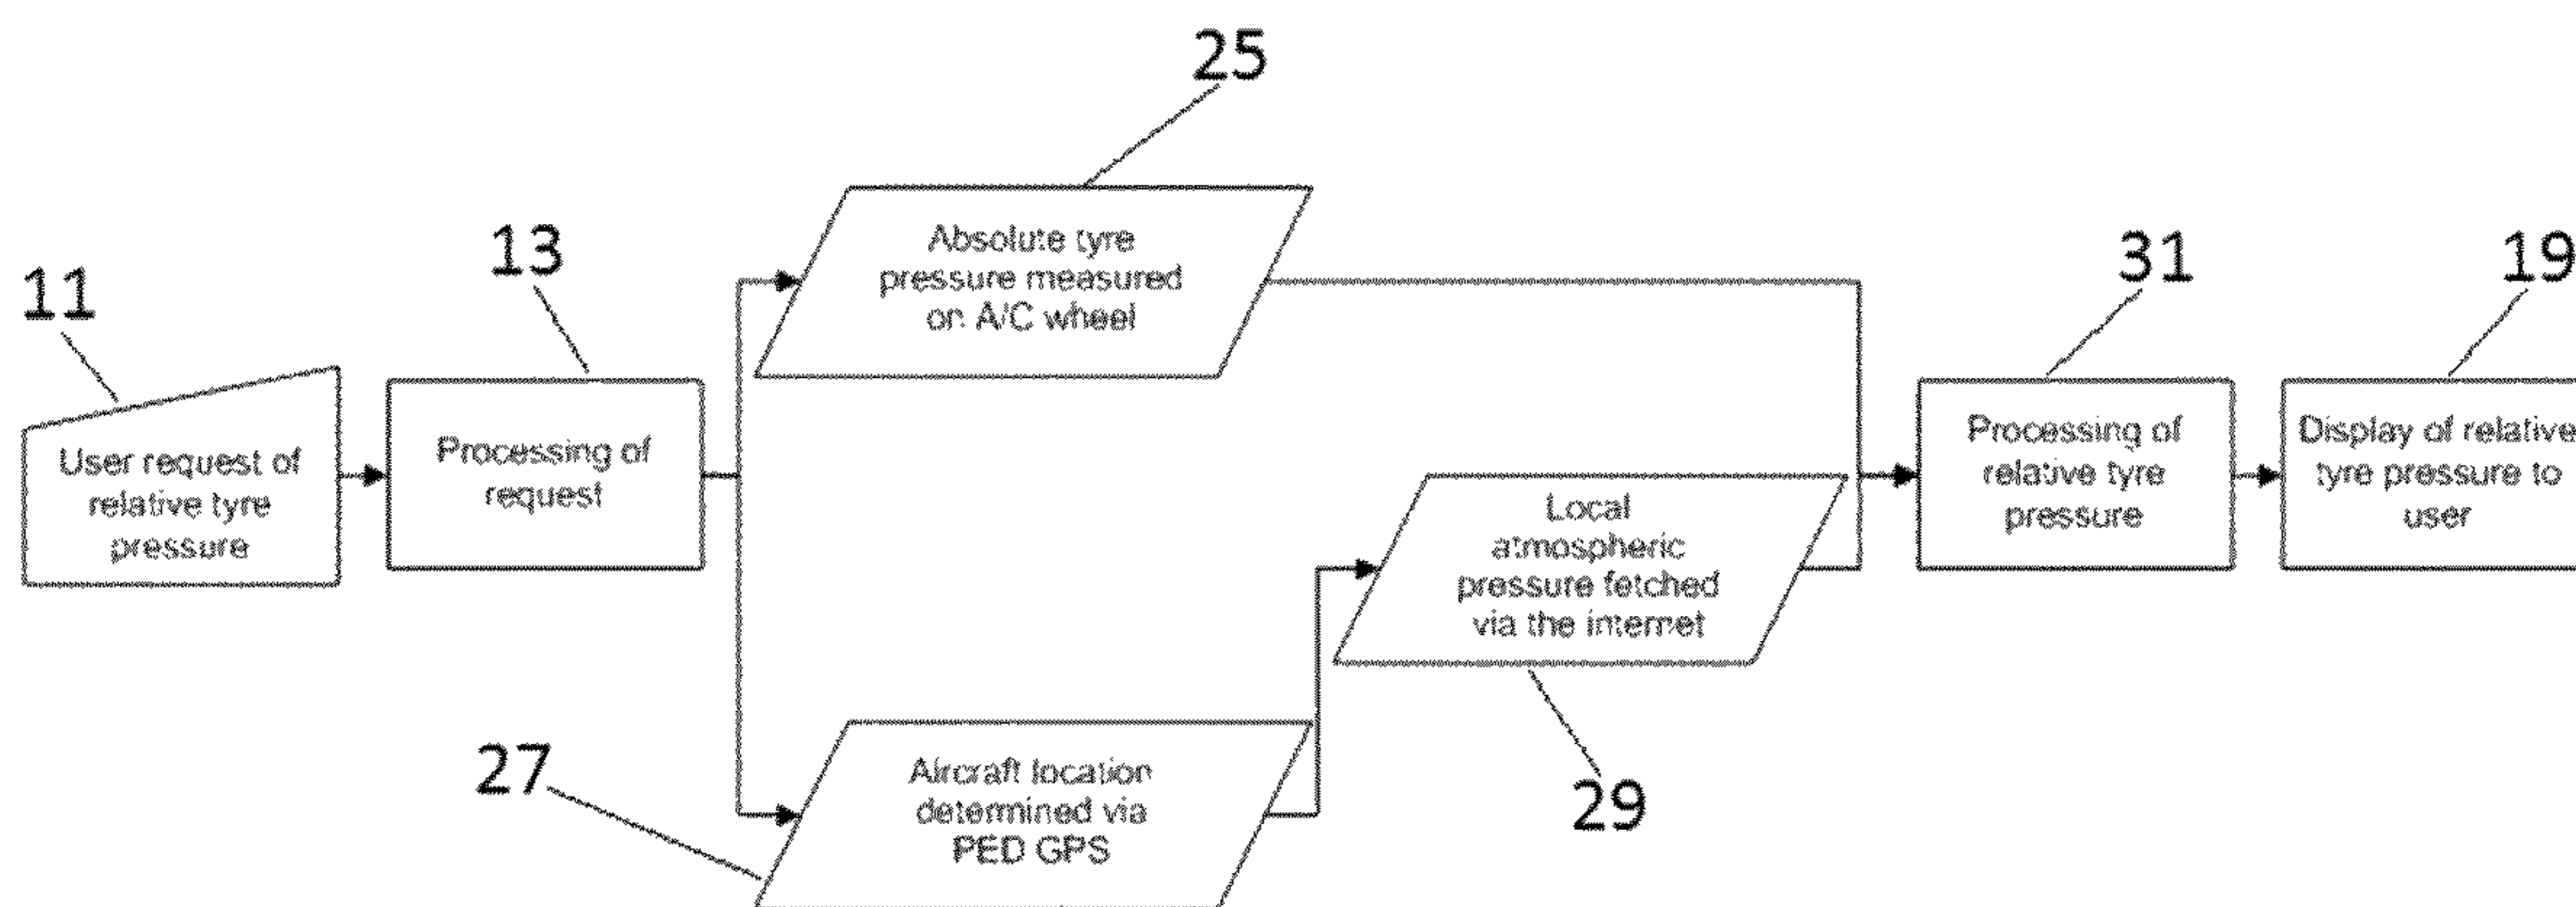 25
13
31
19
11
Absolute tyre
pressure measured
on A/C wheel
User request of
relative tyre
pressure
Processing of
request
Local
atmospheric
pressure fetched
via the internet
Processing of
relative tyre
pressure
Display of relative
tyre pressure to
user
27
Aircraft location
determined via
PED GPS
29